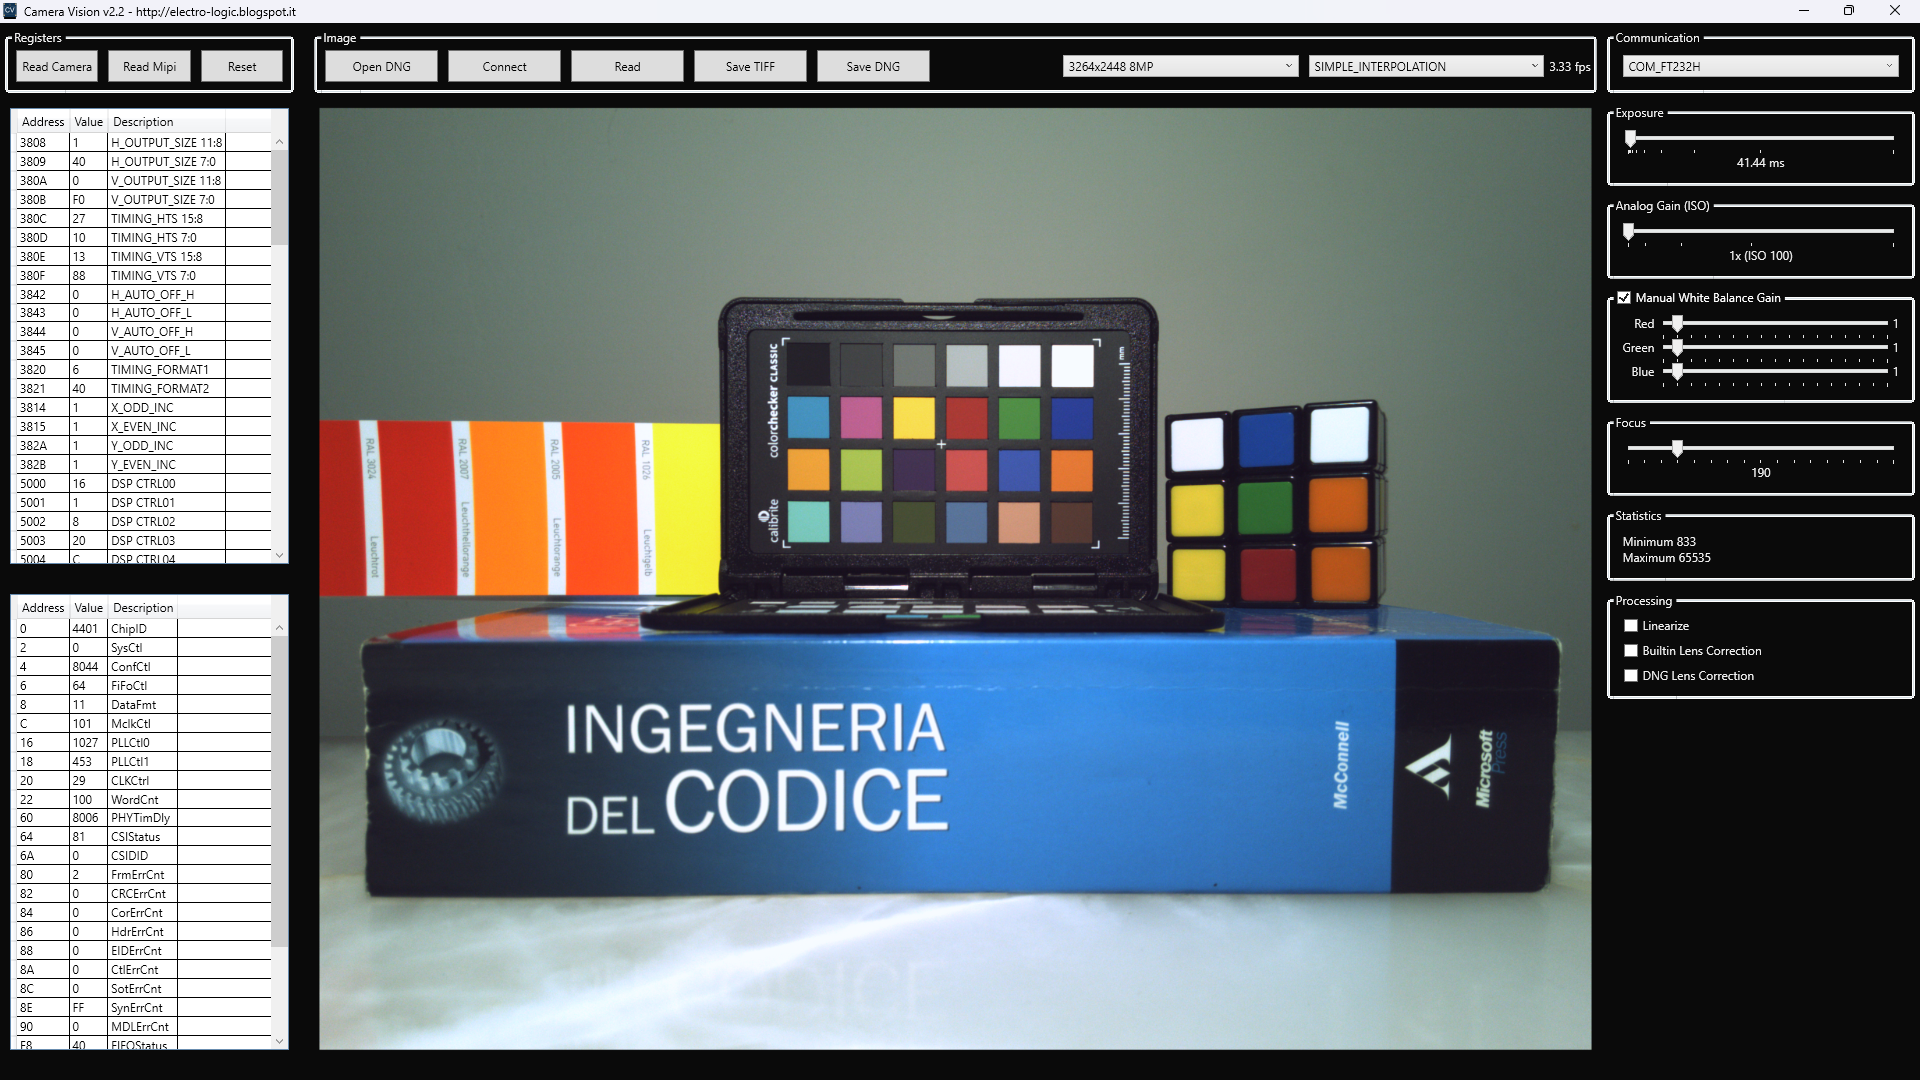 Camera Vision v2.2 - http://electro-logic.blogspot.it
Registers
Read Camera
Read Mipi
Reset
Image
Open DNG
Connect
Read
Save TIFF
Save DNG
3264x2448 8MP
SIMPLE_INTERPOLATION
3.33 fps
Communication
COM_FT232H
Address Value Description
3808 1 H_OUTPUT_SIZE 11:8
3809 40 H_OUTPUT_SIZE 7:0
380A 0 V_OUTPUT_SIZE 11:8
380B F0 V_OUTPUT_SIZE 7:0
380C 27 TIMING_HTS 15:8
380D 10 TIMING_HTS 7:0
380E 13 TIMING_VTS 15:8
380F 88 TIMING_VTS 7:0
3842 0 H_AUTO_OFF_H
3843 0 H_AUTO_OFF_L
3844 0 V_AUTO_OFF_H
3845 0 V_AUTO_OFF_L
3820 6 TIMING_FORMAT1
3821 40 TIMING_FORMAT2
3814 1 X_ODD_INC
3815 1 X_EVEN_INC
382A 1 Y_ODD_INC
382B 1 Y_EVEN_INC
5000 16 DSP CTRL00
5001 1 DSP CTRL01
5002 8 DSP CTRL02
5003 20 DSP CTRL03
5004 C DSP CTRL04
Address Value Description
0 4401 ChipID
2 0 SysCtl
4 8044 ConfCtl
6 64 FiFoCtl
8 11 DataFmt
C 101 MclkCtl
16 1027 PLLCtl0
18 453 PLLCtl1
20 29 CLKCtrl
22 100 WordCnt
60 8006 PHYTimDly
64 81 CSIStatus
6A 0 CSIDID
80 2 FrmErrCnt
82 0 CRCErrCnt
84 0 CorErrCnt
86 0 HdrErrCnt
88 0 EIDErrCnt
8A 0 CtlErrCnt
8C 0 SotErrCnt
8E FF SynErrCnt
90 0 MDLErrCnt
F8 40 FIFOStatus
RAL 3024 Leuchtrot
RAL 2007 Leuchthellorange
RAL 2005 Leuchtorange
RAL 1026 Leuchtgelb
colorchecker CLASSIC
calibrite
mm
INGEGNERIA
DEL CODICE
McConnell
Microsoft
Press
Exposure
41.44 ms
Analog Gain (ISO)
1x (ISO 100)
Manual White Balance Gain
Red 1
Green 1
Blue 1
Focus
190
Statistics
Minimum 833
Maximum 65535
Processing
Linearize
Builtin Lens Correction
DNG Lens Correction